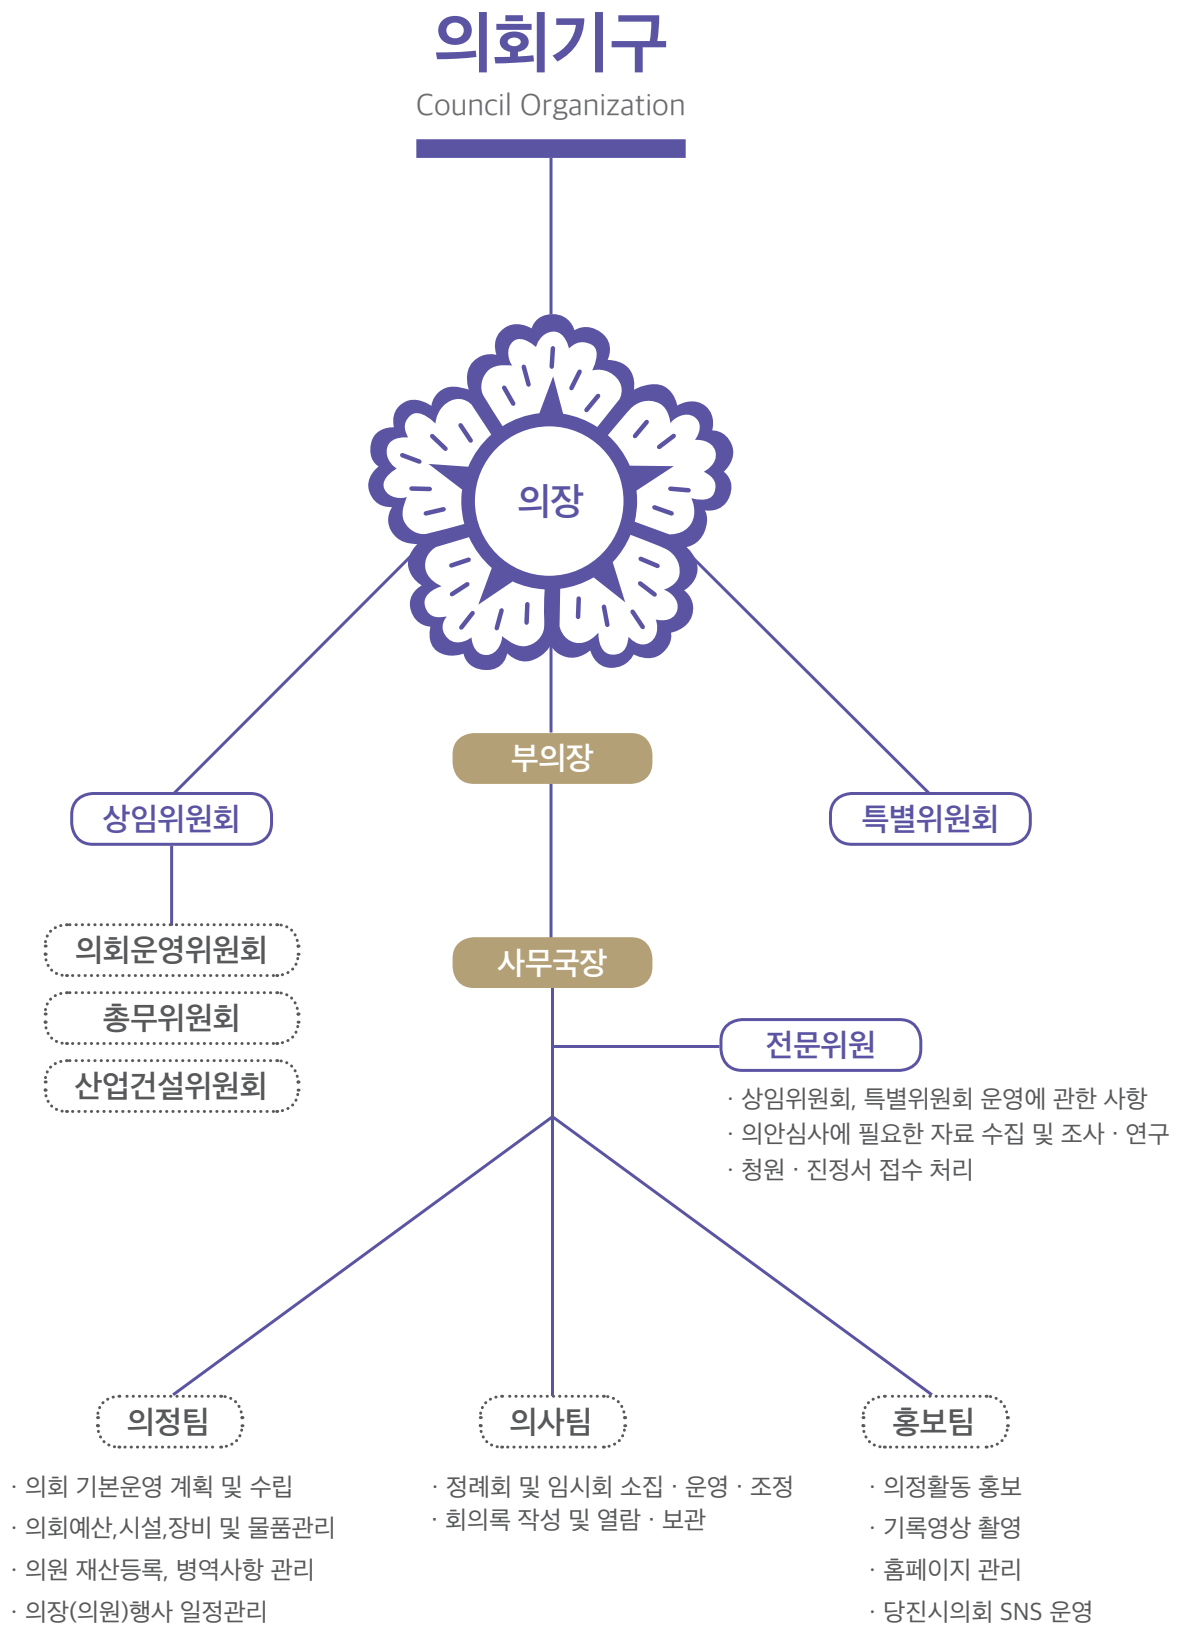 의회기구
Council Organization
의장
부의장
상임위원회
특별위원회
의회운영위원회
총무위원회
산업건설위원회
사무국장
전문위원
· 상임위원회, 특별위원회 운영에 관한 사항
· 의안심사에 필요한 자료 수집 및 조사 · 연구
· 청원 · 진정서 접수 처리
의정팀
· 의회 기본운영 계획 및 수립
· 의회예산,시설,장비 및 물품관리
· 의원 재산등록, 병역사항 관리
· 의장(의원)행사 일정관리
의사팀
· 정례회 및 임시회 소집 · 운영 · 조정
· 회의록 작성 및 열람 · 보관
홍보팀
· 의정활동 홍보
· 기록영상 촬영
· 홈페이지 관리
· 당진시의회 SNS 운영